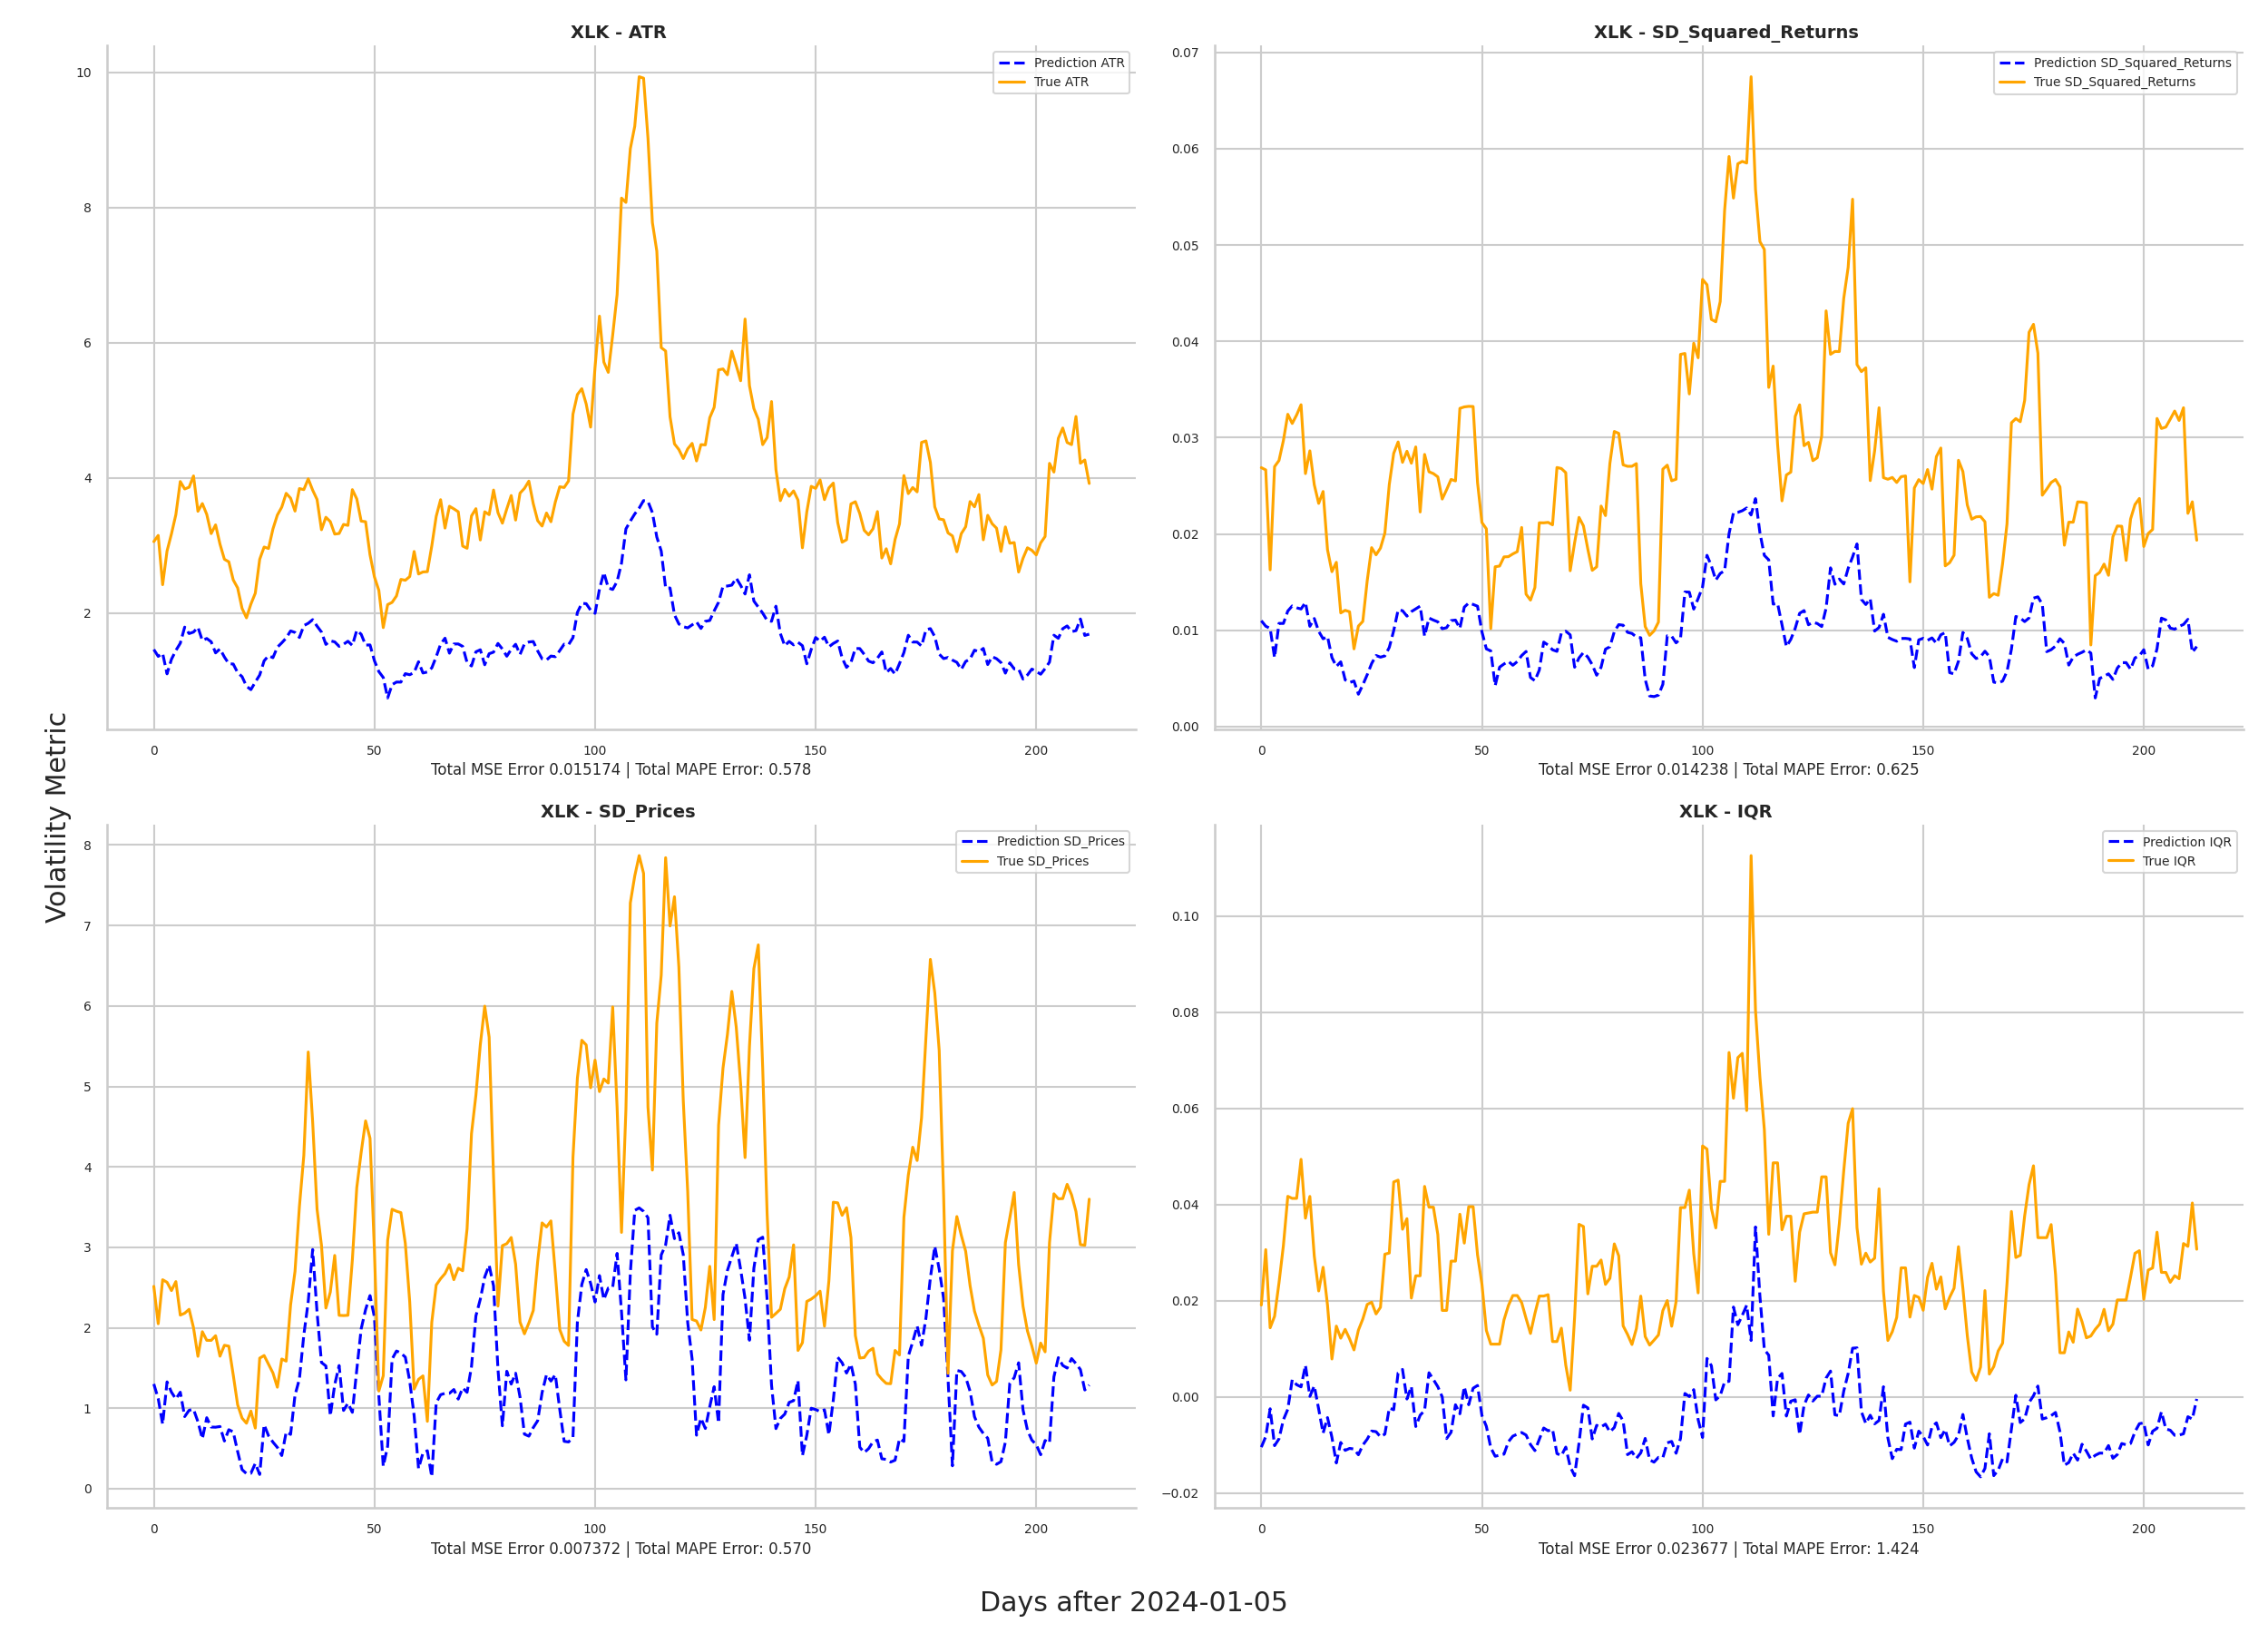 XLK - ATR
Prediction ATR
True ATR
10
8
6
4
2
0
50
100
150
200
Total MSE Error 0.015174 | Total MAPE Error: 0.578
XLK - SD_Squared_Returns
Prediction SD_Squared_Returns
True SD_Squared_Returns
0.07
0.06
0.05
0.04
0.03
0.02
0.01
0.00
0
50
100
150
200
Total MSE Error 0.014238 | Total MAPE Error: 0.625
Volatility Metric
XLK - SD_Prices
Prediction SD_Prices
True SD_Prices
8
7
6
5
4
3
2
1
0
0
50
100
150
200
Total MSE Error 0.007372 | Total MAPE Error: 0.570
XLK - IQR
Prediction IQR
True IQR
0.10
0.08
0.06
0.04
0.02
0.00
−0.02
0
50
100
150
200
Total MSE Error 0.023677 | Total MAPE Error: 1.424
Days after 2024-01-05